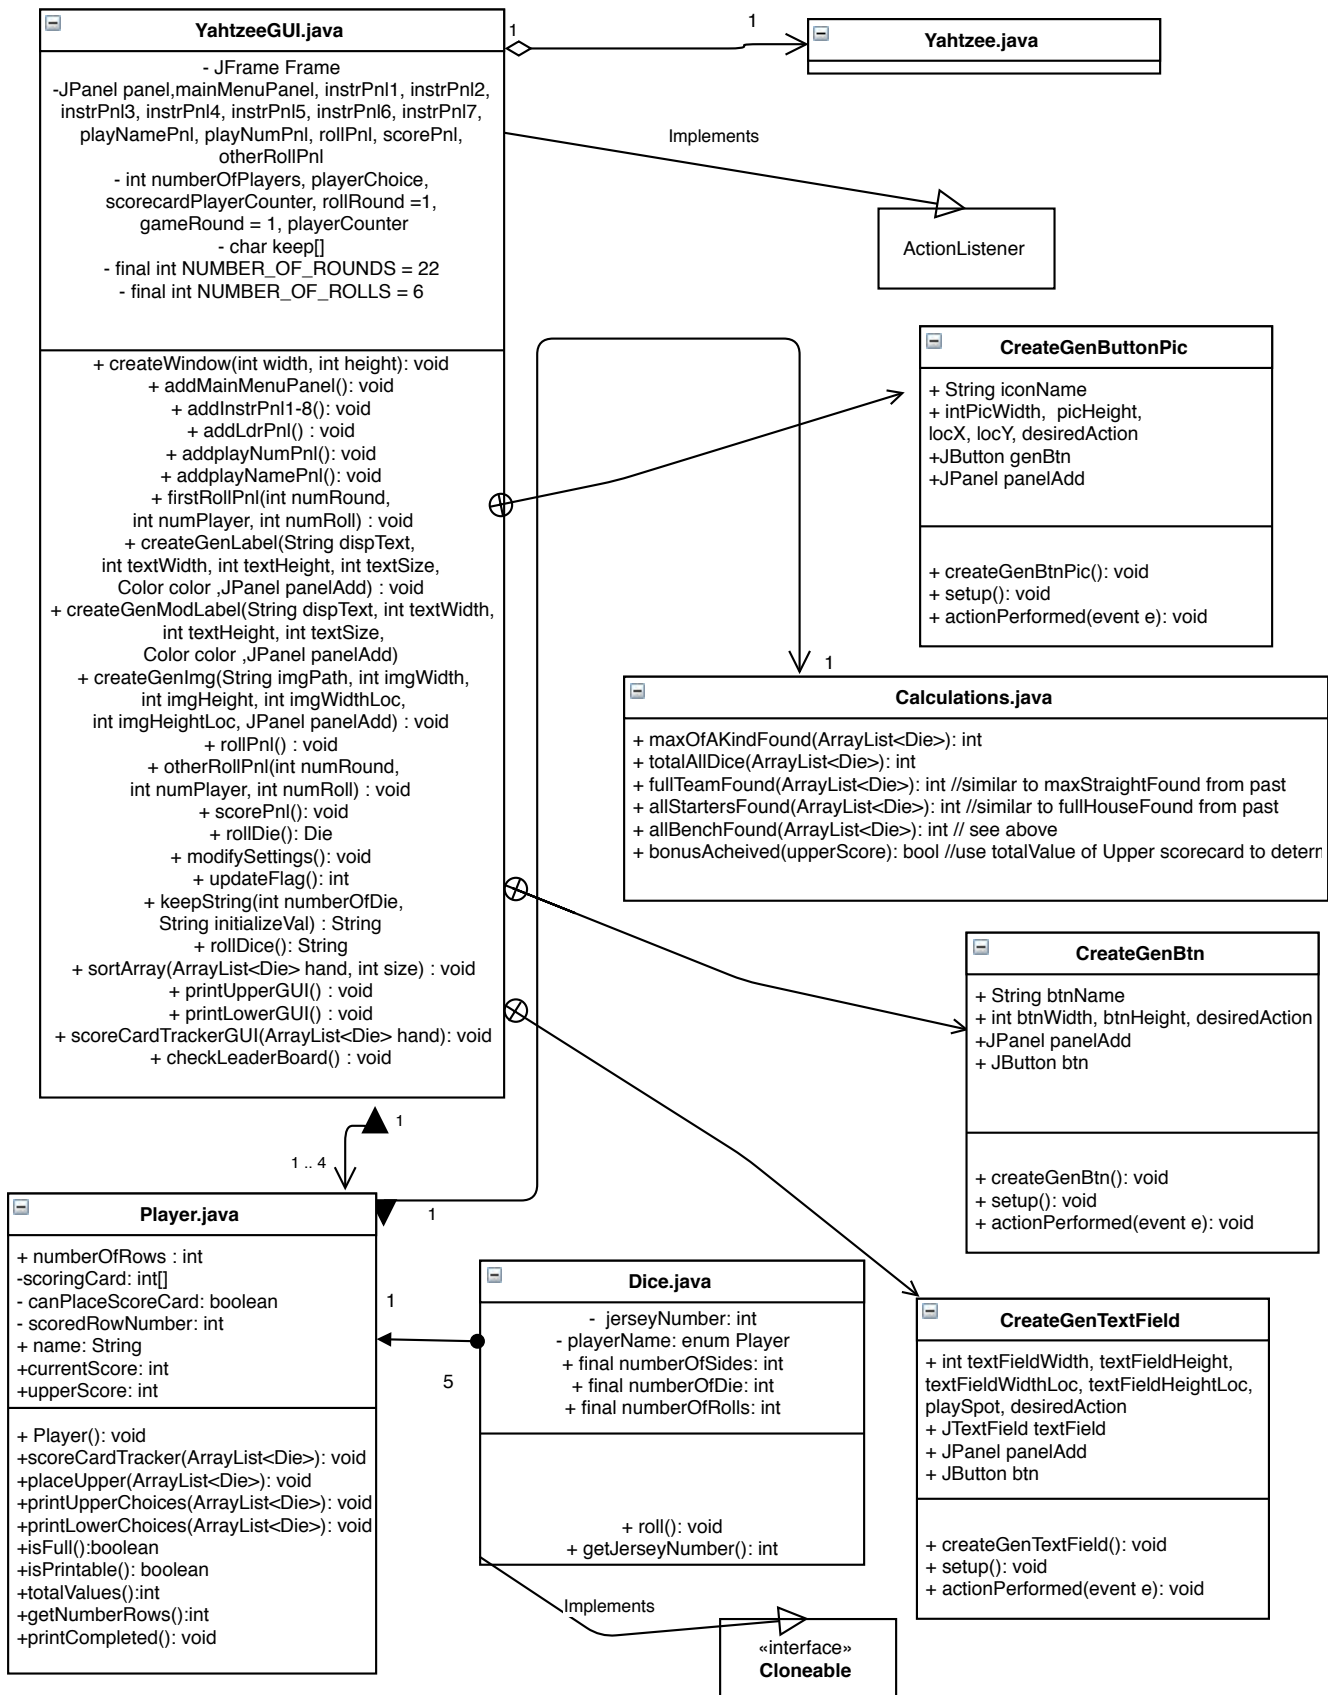 YahtzeeGUI.java
- JFrame Frame
-JPanel panel,mainMenuPanel, instrPnl1, instrPnl2,
instrPnl3, instrPnl4, instrPnl5, instrPnl6, instrPnl7,
playNamePnl, playNumPnl, rollPnl, scorePnl,
otherRollPnl
- int numberOfPlayers, playerChoice,
scorecardPlayerCounter, rollRound =1,
gameRound = 1, playerCounter
- char keep[]
- final int NUMBER_OF_ROUNDS = 22
- final int NUMBER_OF_ROLLS = 6
+ createWindow(int width, int height): void
+ addMainMenuPanel(): void
+ addInstrPnl1-8(): void
+ addLdrPnl() : void
+ addplayNumPnl(): void
+ addplayNamePnl(): void
+ firstRollPnl(int numRound,
int numPlayer, int numRoll) : void
+ createGenLabel(String dispText,
int textWidth, int textHeight, int textSize,
Color color ,JPanel panelAdd) : void
+ createGenModLabel(String dispText, int textWidth,
int textHeight, int textSize,
Color color ,JPanel panelAdd)
+ createGenImg(String imgPath, int imgWidth,
int imgHeight, int imgWidthLoc,
int imgHeightLoc, JPanel panelAdd) : void
+ rollPnl() : void
+ otherRollPnl(int numRound,
int numPlayer, int numRoll) : void
+ scorePnl(): void
+ rollDie(): Die
+ modifySettings(): void
+ updateFlag(): int
+ keepString(int numberOfDie,
String initializeVal) : String
+ rollDice(): String
+ sortArray(ArrayList<Die> hand, int size) : void
+ printUpperGUI() : void
+ printLowerGUI() : void
+ scoreCardTrackerGUI(ArrayList<Die> hand): void
+ checkLeaderBoard() : void
1
1
Yahtzee.java
Implements
ActionListener
CreateGenButtonPic
+ String iconName
+ intPicWidth, picHeight,
locX, locY, desiredAction
+JButton genBtn
+JPanel panelAdd
+ createGenBtnPic(): void
+ setup(): void
+ actionPerformed(event e): void
1
Calculations.java
+ maxOfAKindFound(ArrayList<Die>): int
+ totalAllDice(ArrayList<Die>): int
+ fullTeamFound(ArrayList<Die>): int //similar to maxStraightFound from past
+ allStartersFound(ArrayList<Die>): int //similar to fullHouseFound from past
+ allBenchFound(ArrayList<Die>): int // see above
+ bonusAcheived(upperScore): bool //use totalValue of Upper scorecard to detern
CreateGenBtn
+ String btnName
+ int btnWidth, btnHeight, desiredAction
+JPanel panelAdd
+ JButton btn
+ createGenBtn(): void
+ setup(): void
+ actionPerformed(event e): void
1
1 .. 4
Player.java
+ numberOfRows : int
-scoringCard: int[]
- canPlaceScoreCard: boolean
- scoredRowNumber: int
+ name: String
+currentScore: int
+upperScore: int
+ Player(): void
+scoreCardTracker(ArrayList<Die>): void
+placeUpper(ArrayList<Die>): void
+printUpperChoices(ArrayList<Die>): void
+printLowerChoices(ArrayList<Die>): void
+isFull():boolean
+isPrintable(): boolean
+totalValues():int
+getNumberRows():int
+printCompleted(): void
1
1
5
Dice.java
- jerseyNumber: int
- playerName: enum Player
+ final numberOfSides: int
+ final numberOfDie: int
+ final numberOfRolls: int
+ roll(): void
+ getJerseyNumber(): int
Implements
«interface»
Cloneable
CreateGenTextField
+ int textFieldWidth, textFieldHeight,
textFieldWidthLoc, textFieldHeightLoc,
playSpot, desiredAction
+ JTextField textField
+ JPanel panelAdd
+ JButton btn
+ createGenTextField(): void
+ setup(): void
+ actionPerformed(event e): void